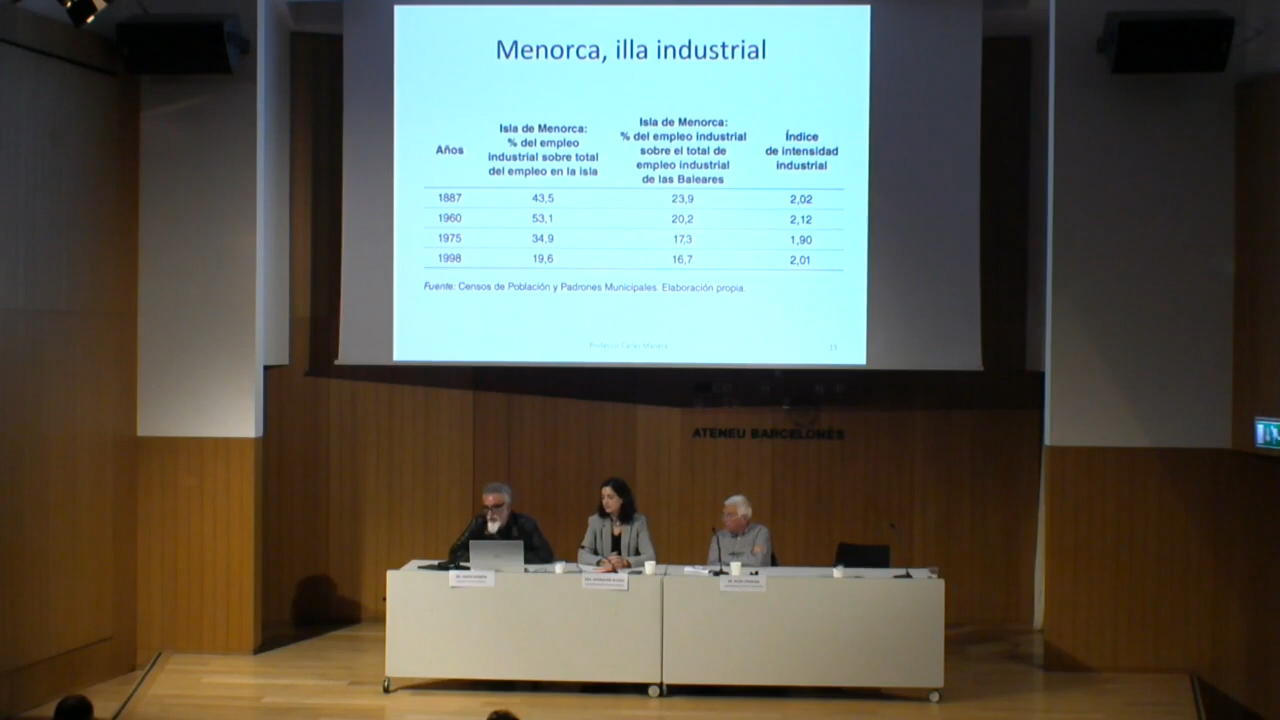 Menorca, illa industrial
Años
Isla de Menorca:
% del empleo
industrial sobre total
del empleo en la isla
Isla de Menorca:
% del empleo industrial
sobre el total de
empleo industrial
de las Baleares
Índice
de intensidad
industrial
1887 43,5 23,9 2,02
1960 53,1 20,2 2,12
1975 34,9 17,3 1,90
1998 19,6 16,7 2,01
Fuente: Censos de Población y Padrones Municipales. Elaboración propia.
Professor Carles Manera
ATENEU BARCELONÈS